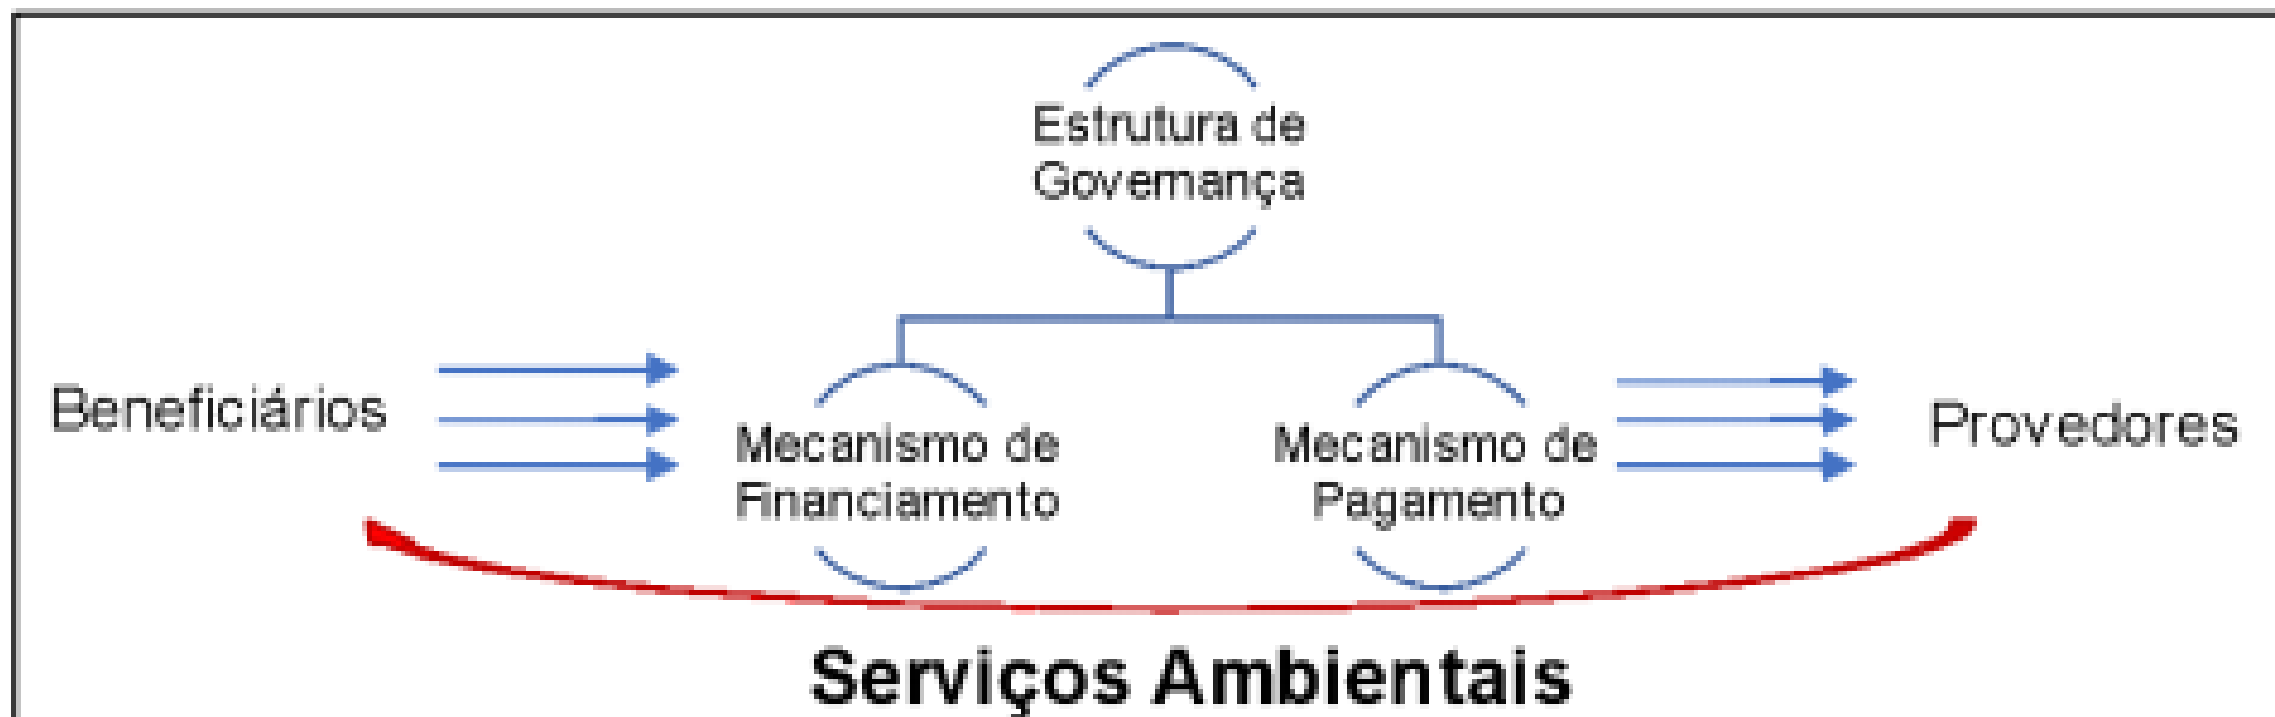 Estrutura de
Governança
Beneficiários
Mecanismo de
Financiamento
Mecanismo de
Pagamento
Provedores
Serviços Ambientais